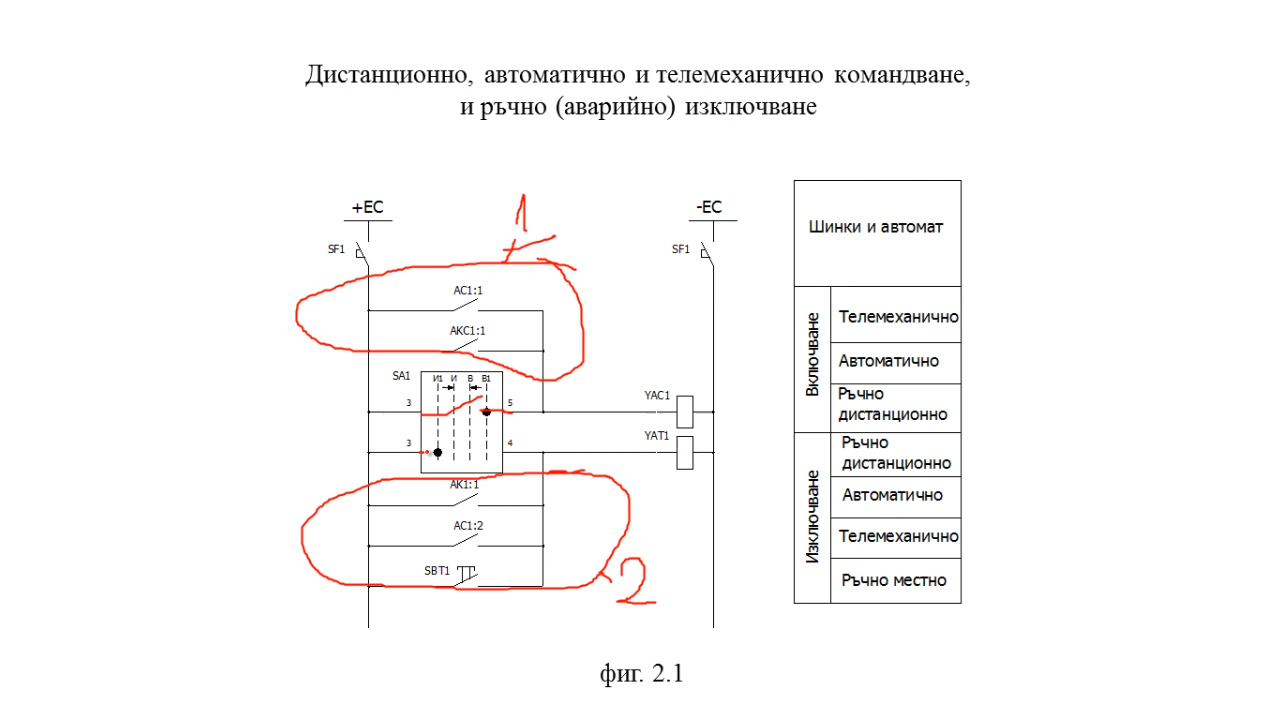 Дистанционно, автоматично и телемеханично командване,
и ръчно (аварийно) изключване
1
+EC
-EC
SF1
SF1
Шинки и автомат
AC1:1
AKC1:1
SA1
И1 И В В1
3
5
YAC1
3
4
YAT1
AK1:1
AC1:2
SBT1
2
Включване
Телемеханично
Автоматично
Ръчно
дистанционно
Изключване
Ръчно
дистанционно
Автоматично
Телемеханично
Ръчно местно
фиг. 2.1